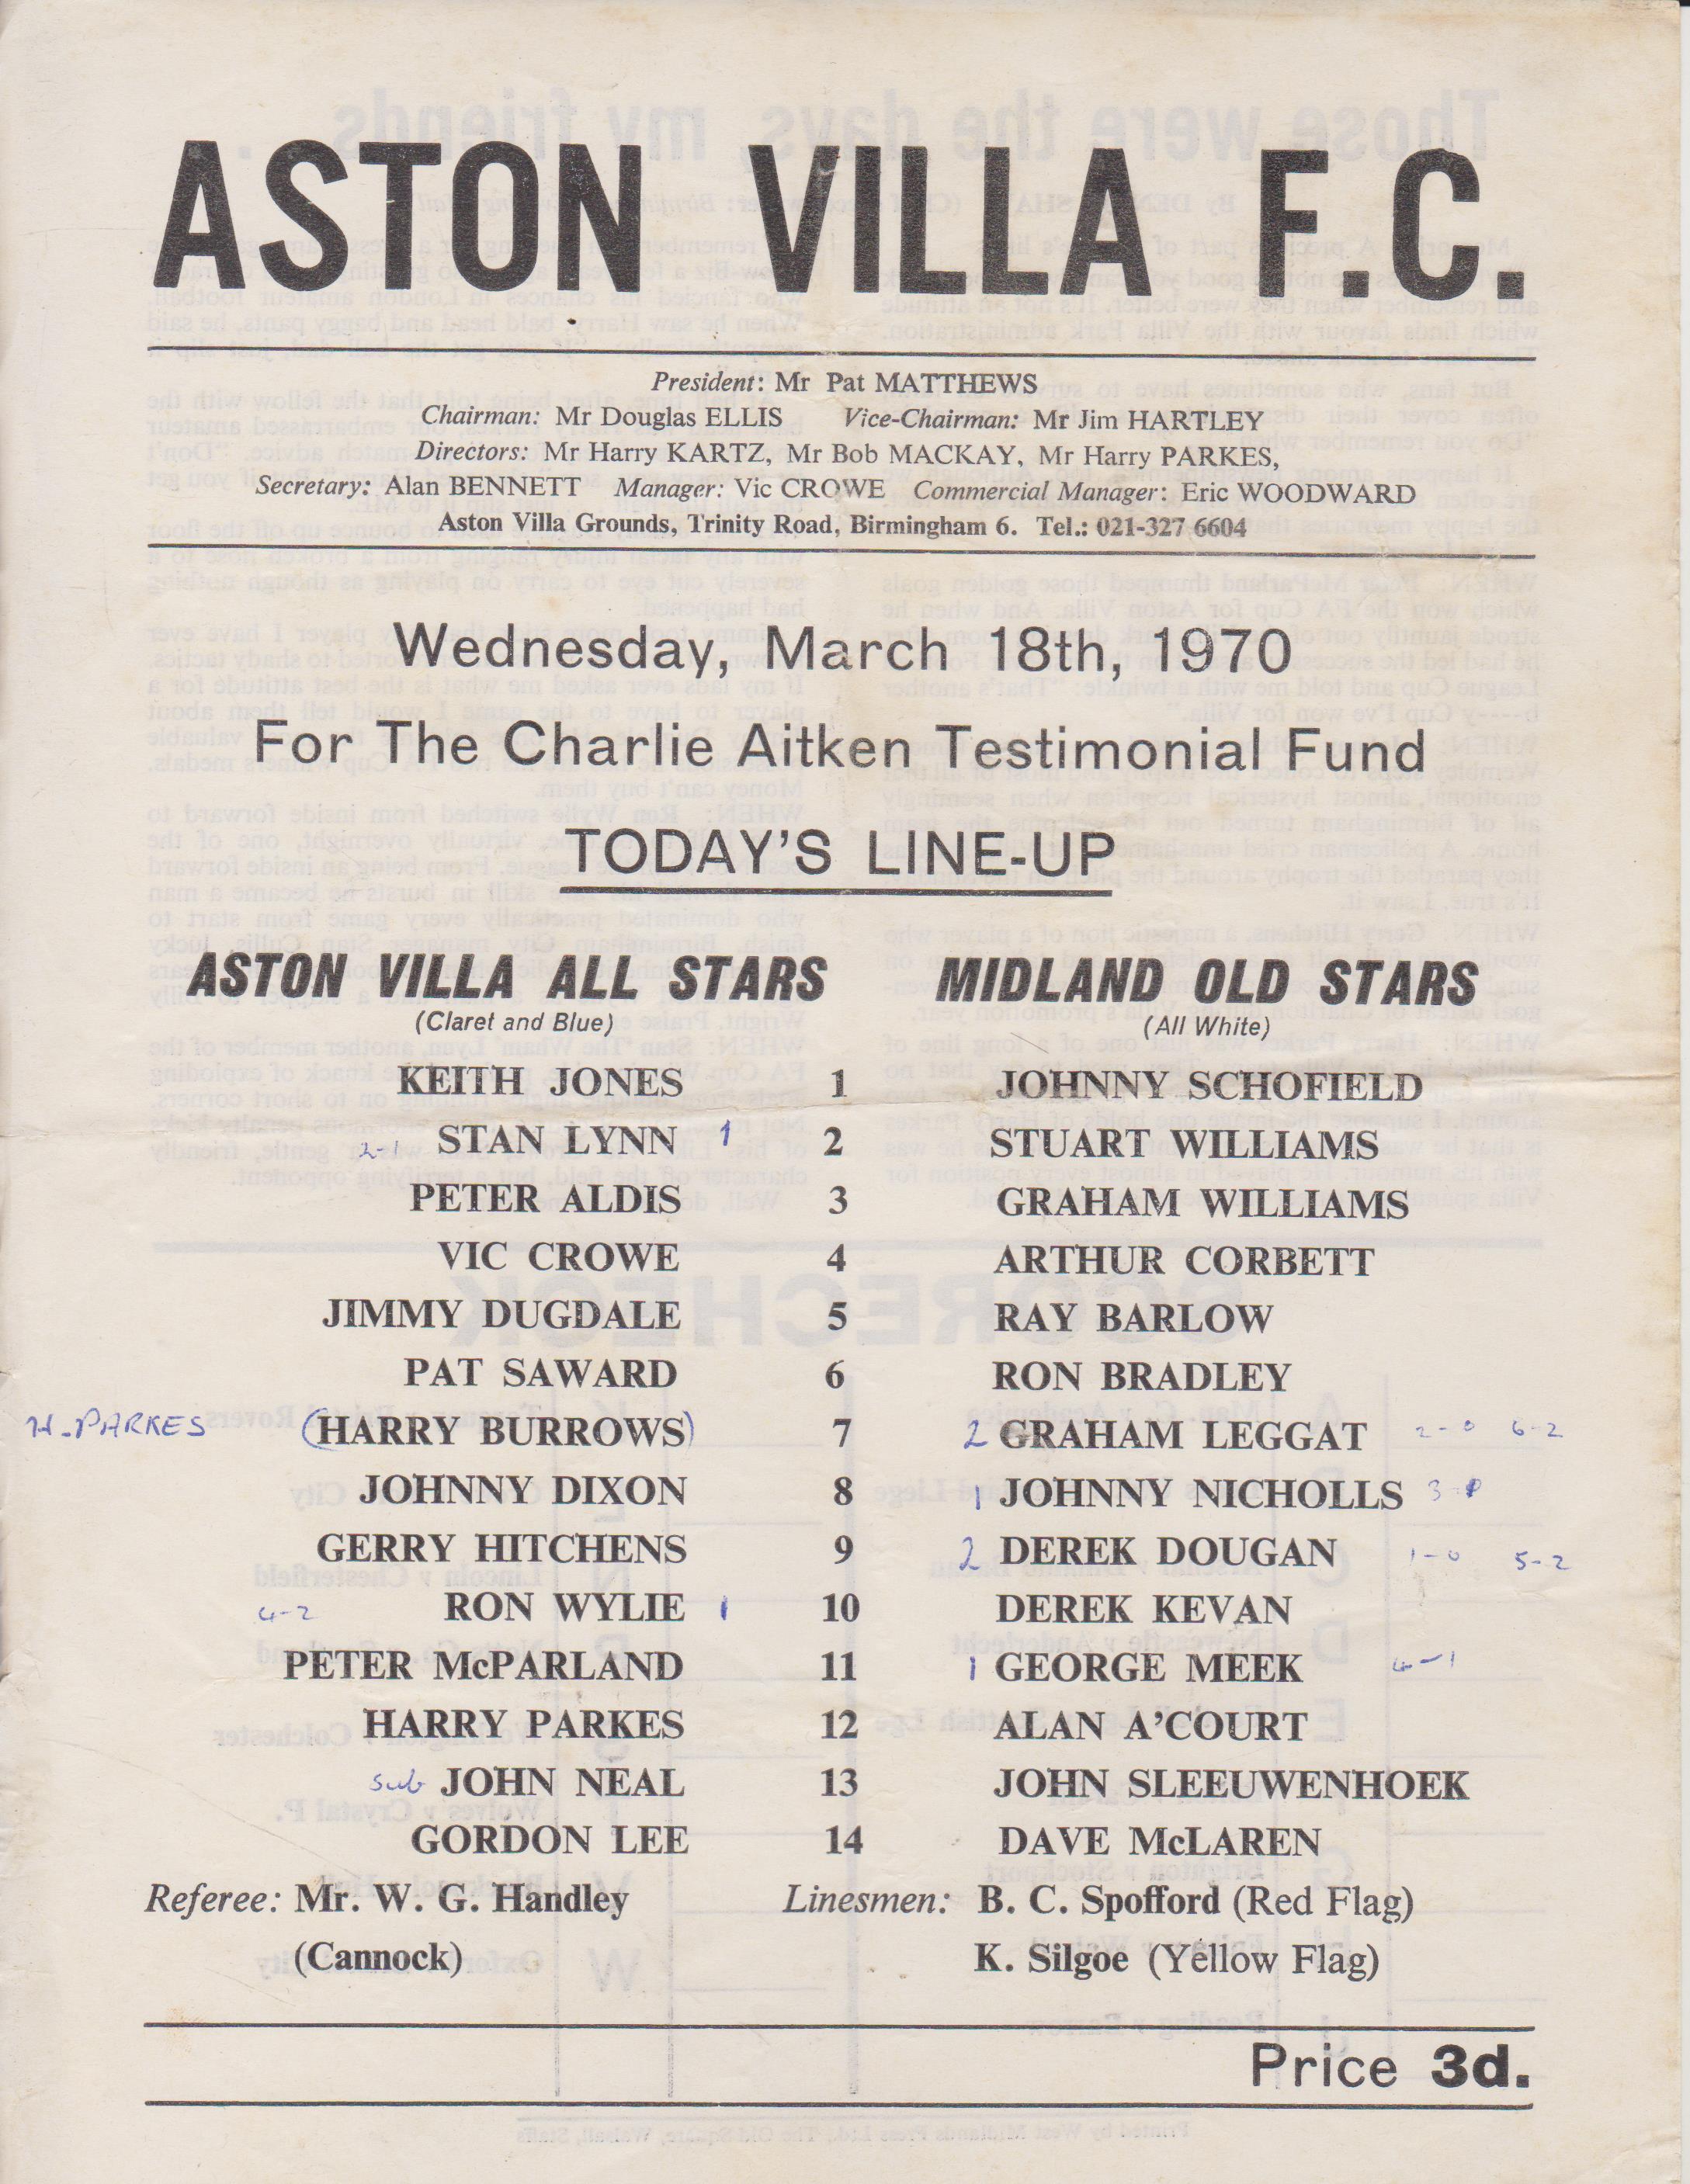 ASTON VILLA F.C.
President: Mr Pat MATTHEWS
Chairman: Mr Douglas ELLIS Vice-Chairman: Mr Jim HARTLEY
Directors: Mr Harry KARTZ, Mr Bob MACKAY, Mr Harry PARKES,
Secretary: Alan BENNETT Manager: Vic CROWE Commercial Manager: Eric WOODWARD
Aston Villa Grounds, Trinity Road, Birmingham 6. Tel.: 021-327 6604
Wednesday, March 18th, 1970
For The Charlie Aitken Testimonial Fund
TODAY'S LINE-UP
ASTON VILLA ALL STARS MIDLAND OLD STARS
(Claret and Blue) (All White)
KEITH JONES 1 JOHNNY SCHOFIELD
2-1 STAN LYNN 1 2 STUART WILLIAMS
PETER ALDIS 3 GRAHAM WILLIAMS
VIC CROWE 4 ARTHUR CORBETT
JIMMY DUGDALE 5 RAY BARLOW
PAT SAWARD 6 RON BRADLEY
H. PARKES (HARRY BURROWS) 7 2 GRAHAM LEGGAT 2-0 6-2
JOHNNY DIXON 8 1 JOHNNY NICHOLLS
GERRY HITCHENS 9 2 DEREK DOUGAN 1-0 5-2
4-2 RON WYLIE 1 10 DEREK KEVAN
PETER McPARLAND 11 1 GEORGE MEEK 4-1
HARRY PARKES 12 ALAN A'COURT
sub JOHN NEAL 13 JOHN SLEEUWENHOEK
GORDON LEE 14 DAVE McLAREN
Referee: Mr. W. G. Handley Linesmen: B. C. Spofford (Red Flag)
(Cannock) K. Silgoe (Yellow Flag)
Price 3d.